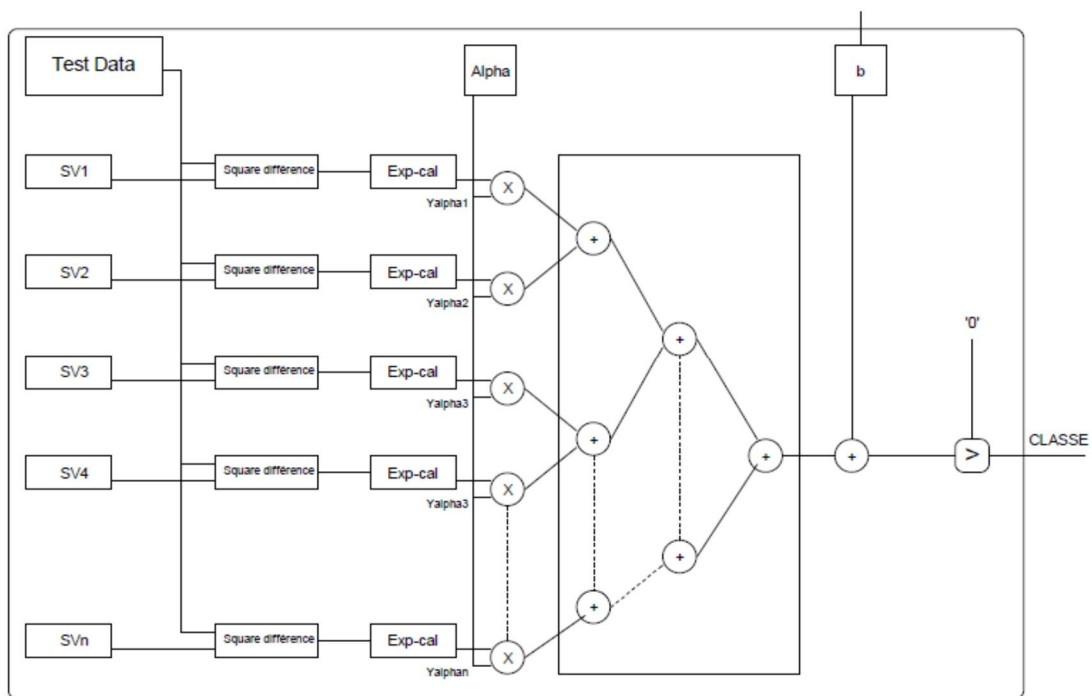 Test Data
Alpha
b
SV1
Square différence
Exp-cal
X
Yalpha1
+
SV2
Square différence
Exp-cal
X
Yalpha2
'0'
+
SV3
Square différence
Exp-cal
X
Yalpha3
+
CLASSE
SV4
Square différence
Exp-cal
X
Yalpha3
+
+
>
+
+
SVn
Square différence
Exp-cal
X
Yalphan